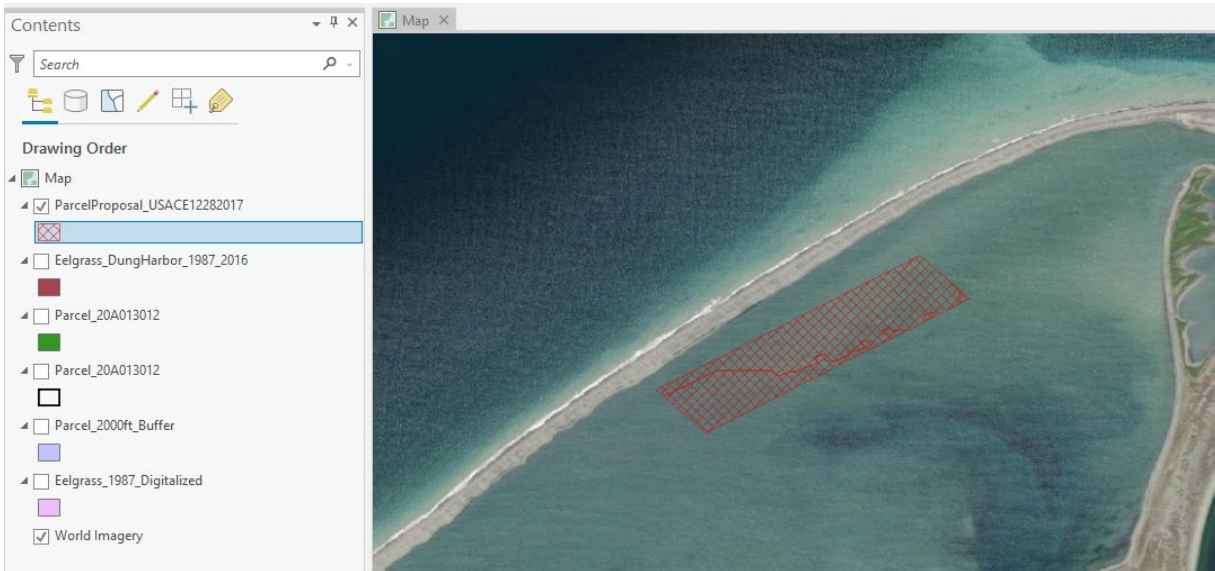 Contents
Map
Search
Drawing Order
Map
ParcelProposal_USACE12282017
Eelgrass_DungHarbor_1987_2016
Parcel_20A013012
Parcel_20A013012
Parcel_2000ft_Buffer
Eelgrass_1987_Digitalized
World Imagery